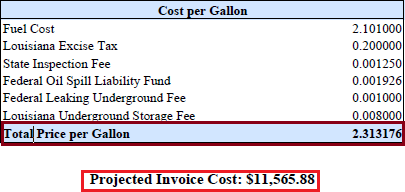 Cost per Gallon
Fuel Cost 2.101000
Louisiana Excise Tax 0.200000
State Inspection Fee 0.001250
Federal Oil Spill Liability Fund 0.001926
Federal Leaking Underground Fee 0.001000
Louisiana Underground Storage Fee 0.008000
Total Price per Gallon 2.313176
Projected Invoice Cost: $11,565.88